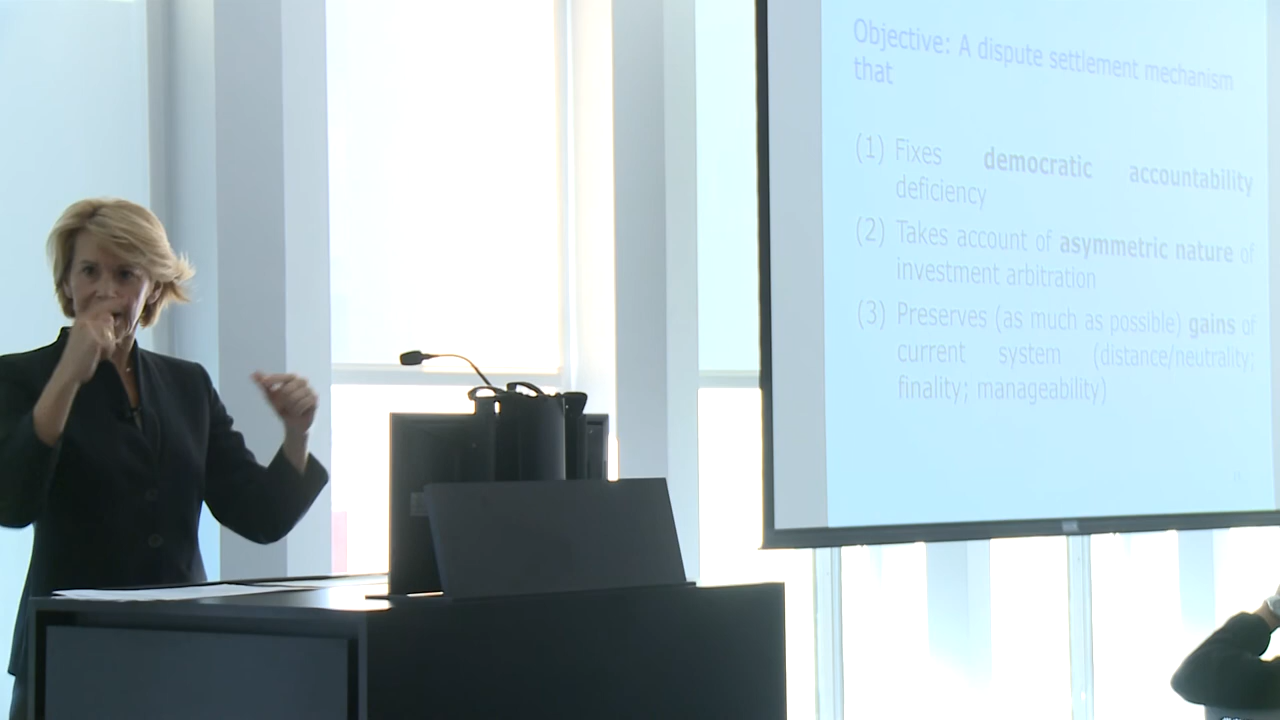 Objective: A dispute settlement mechanism
that
(1) Fixes democratic accountability
deficiency
(2) Takes account of asymmetric nature of
investment arbitration
(3) Preserves (as much as possible) gains of
current system (distance/neutrality;
finality; manageability)